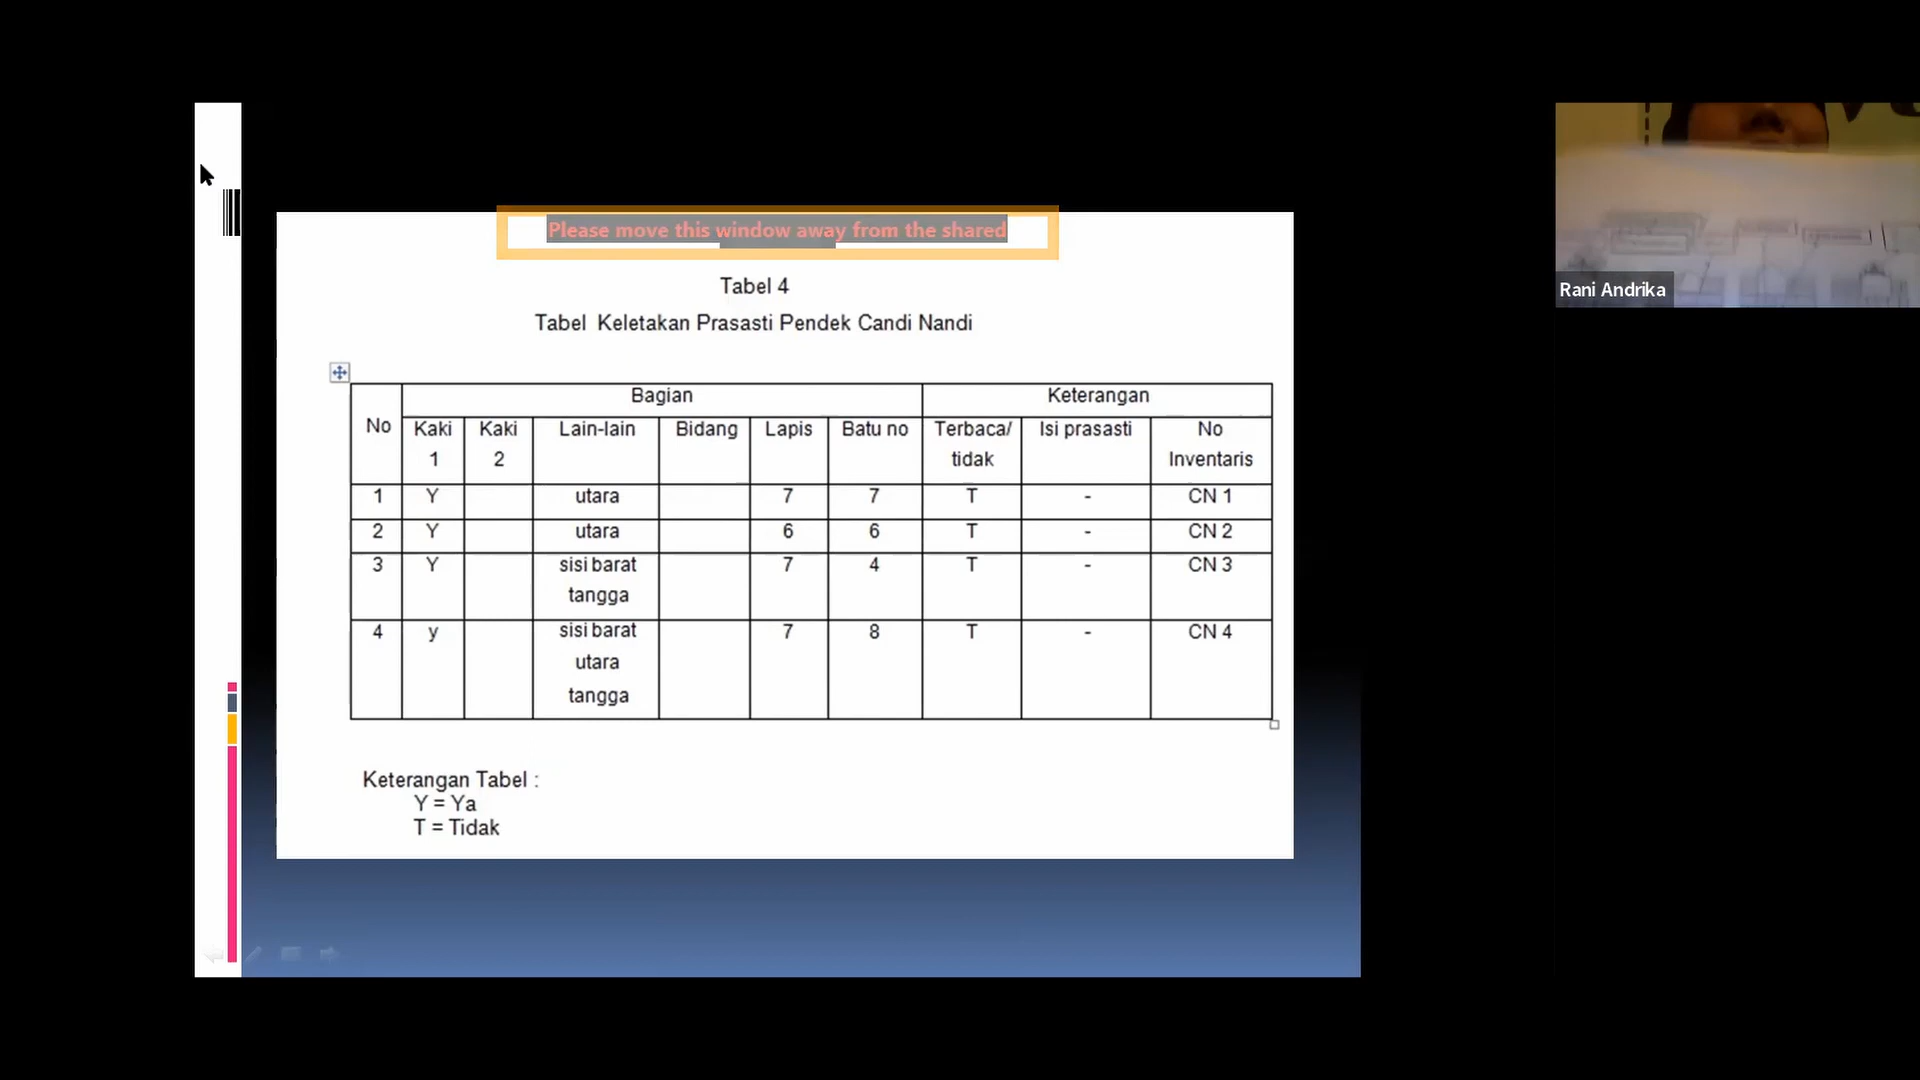 Please move this window away from the shared
Tabel 4
Tabel Keletakan Prasasti Pendek Candi Nandi
No Bagian Keterangan
Kaki 1 Kaki 2 Lain-lain Bidang Lapis Batu no Terbaca/ tidak Isi prasasti No Inventaris
1 Y utara 7 7 T - CN 1
2 Y utara 6 6 T - CN 2
3 Y sisi barat tangga 7 4 T - CN 3
4 y sisi barat utara tangga 7 8 T - CN 4
Keterangan Tabel :
Y = Ya
T = Tidak
Rani Andrika